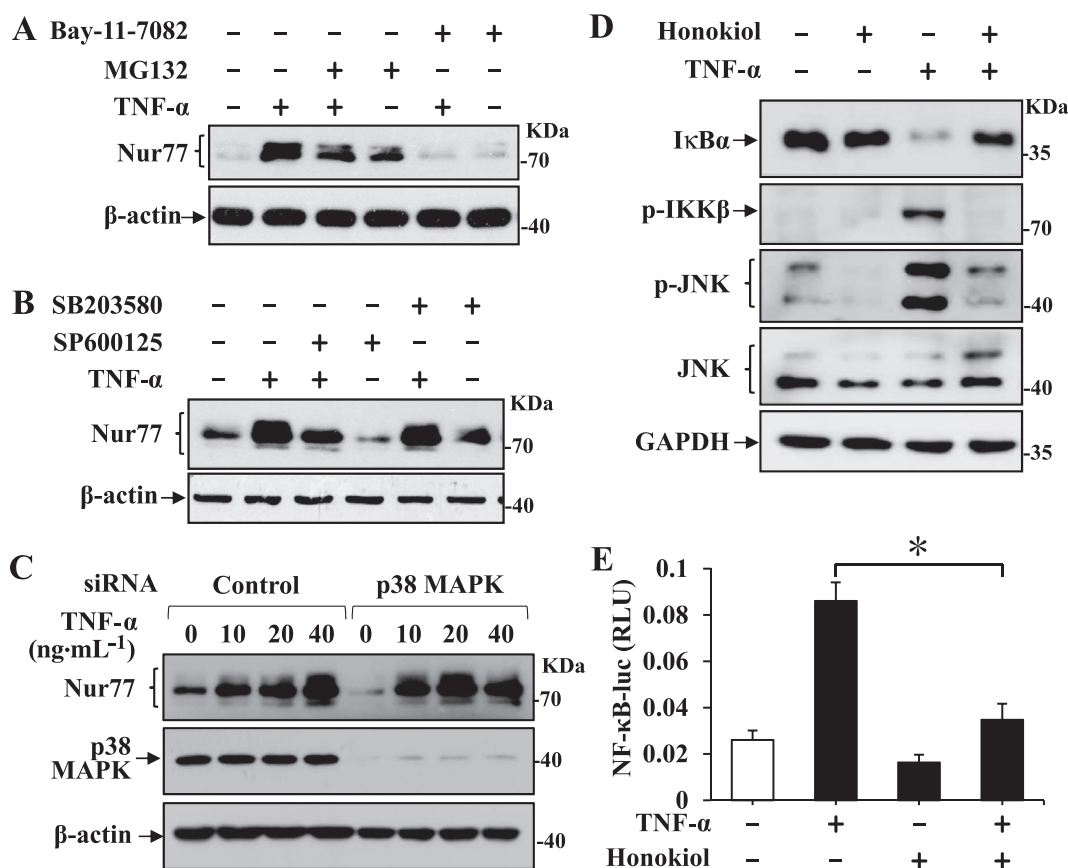 A Bay-11-7082 – – – – + +
MG132 – – + + – –
TNF-α – + + – + –
KDa
Nur77
-70
β-actin
-40
B SB203580 – – – – + +
SP600125 – – + + – –
TNF-α – + + – + –
KDa
Nur77
-70
β-actin
-40
C siRNA Control p38 MAPK
TNF-α 0 10 20 40 0 10 20 40
(ng·mL⁻¹)
KDa
Nur77
-70
p38
MAPK
-40
β-actin
-40
D Honokiol – + – +
TNF-α – – + +
KDa
IκBα
-35
p-IKKβ
-70
p-JNK
-40
JNK
-40
GAPDH
-35
E
*
NF-κB-luc (RLU)
0.1
0.08
0.06
0.04
0.02
0
TNF-α – + – +
Honokiol – – + +